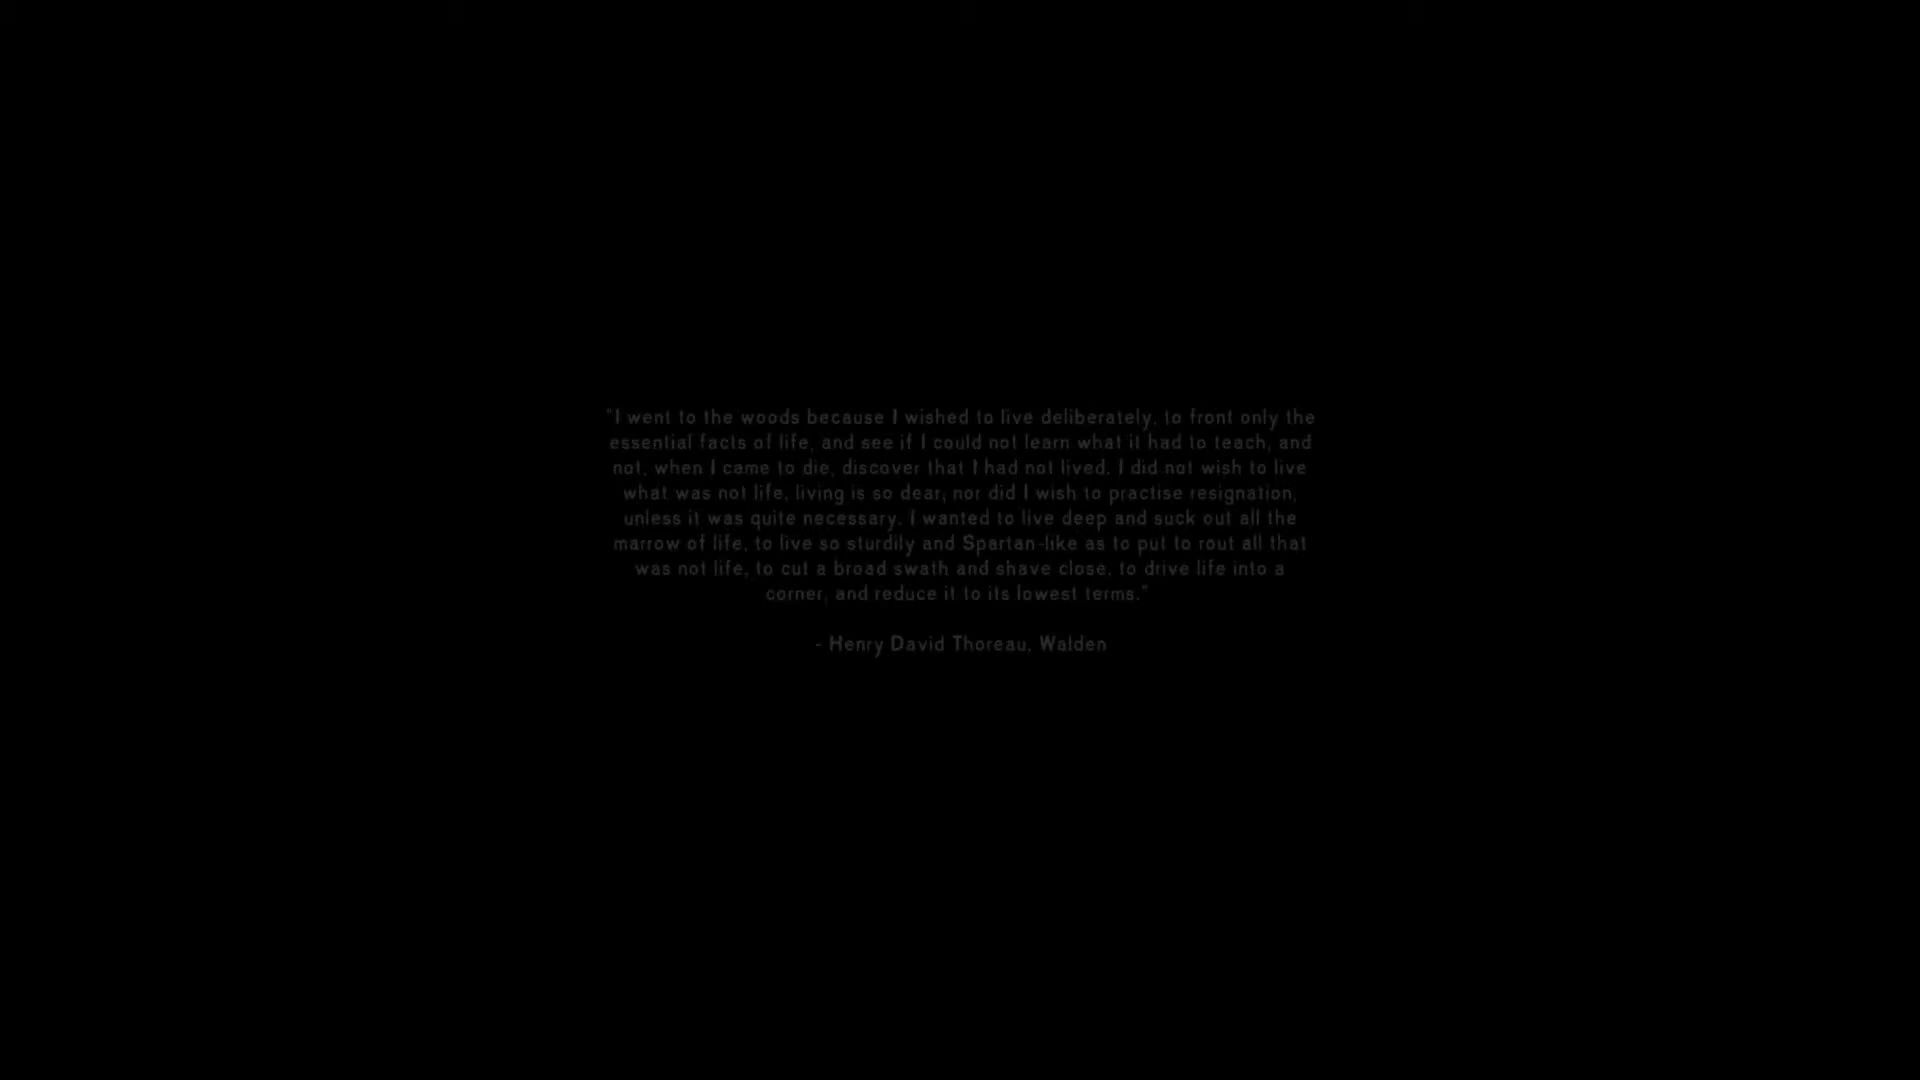 "I went to the woods because I wished to live deliberately, to front only the
essential facts of life, and see if I could not learn what it had to teach, and
not, when I came to die, discover that I had not lived. I did not wish to live
what was not life, living is so dear; nor did I wish to practise resignation,
unless it was quite necessary. I wanted to live deep and suck out all the
marrow of life, to live so sturdily and Spartan-like as to put to rout all that
was not life, to cut a broad swath and shave close, to drive life into a
corner, and reduce it to its lowest terms."
- Henry David Thoreau, Walden